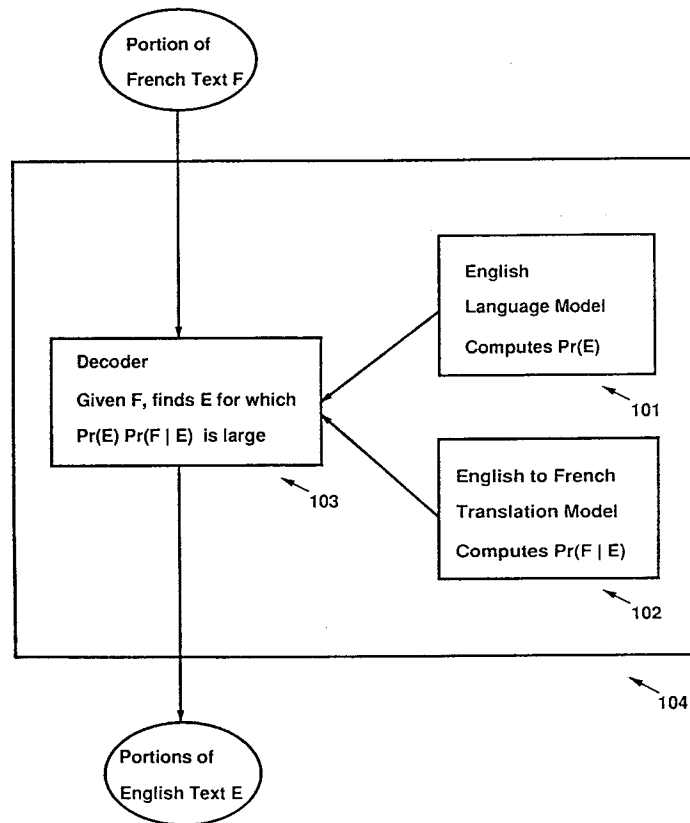 Portion of
French Text F
English
Language Model
Computes Pr(E)
101
Decoder
Given F, finds E for which
Pr(E) Pr(F | E) is large
103
English to French
Translation Model
Computes Pr(F | E)
102
104
Portions of
English Text E